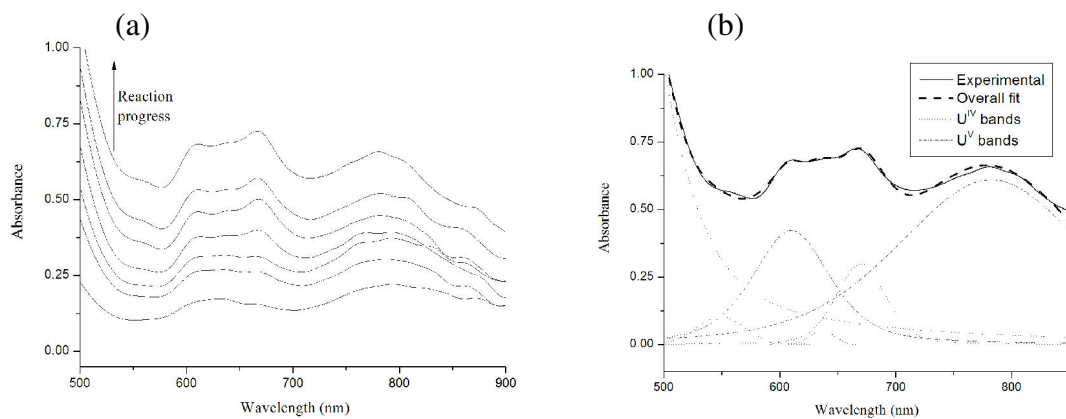 (a)
1.00
0.75
0.50
0.25
0.00
Absorbance
Reaction
progress
500 600 700 800 900
Wavelength (nm)
(b)
1.00
0.75
0.50
0.25
0.00
Absorbance
Experimental
Overall fit
U^IV bands
U^V bands
500 600 700 800
Wavelength (nm)